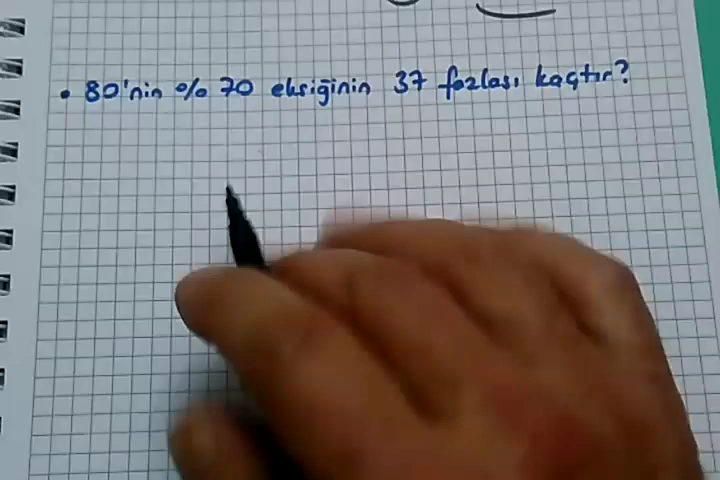 • 80'nin % 70 eksiğinin 37 fazlası kaçtır?